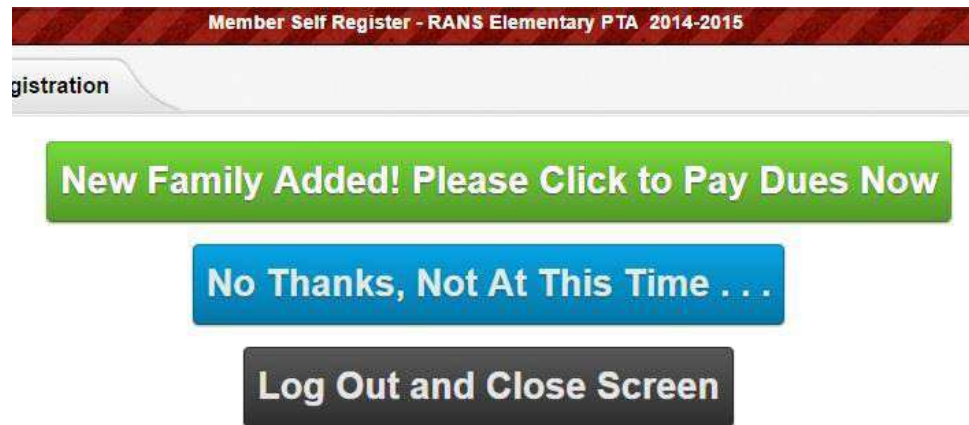 Member Self Register - RANS Elementary PTA 2014-2015
gistration
New Family Added! Please Click to Pay Dues Now
No Thanks, Not At This Time . . .
Log Out and Close Screen